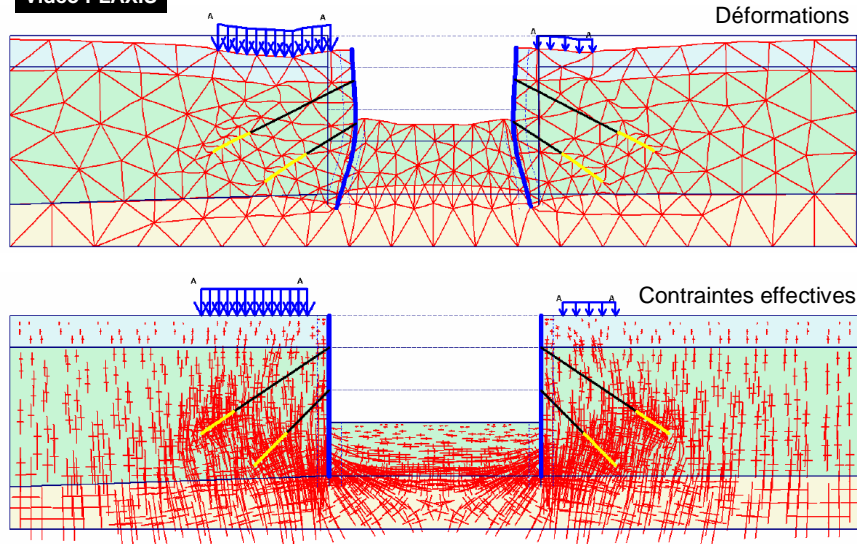 Vidéo PLAXIS
Déformations
A A A A
Contraintes effectives
A A A A